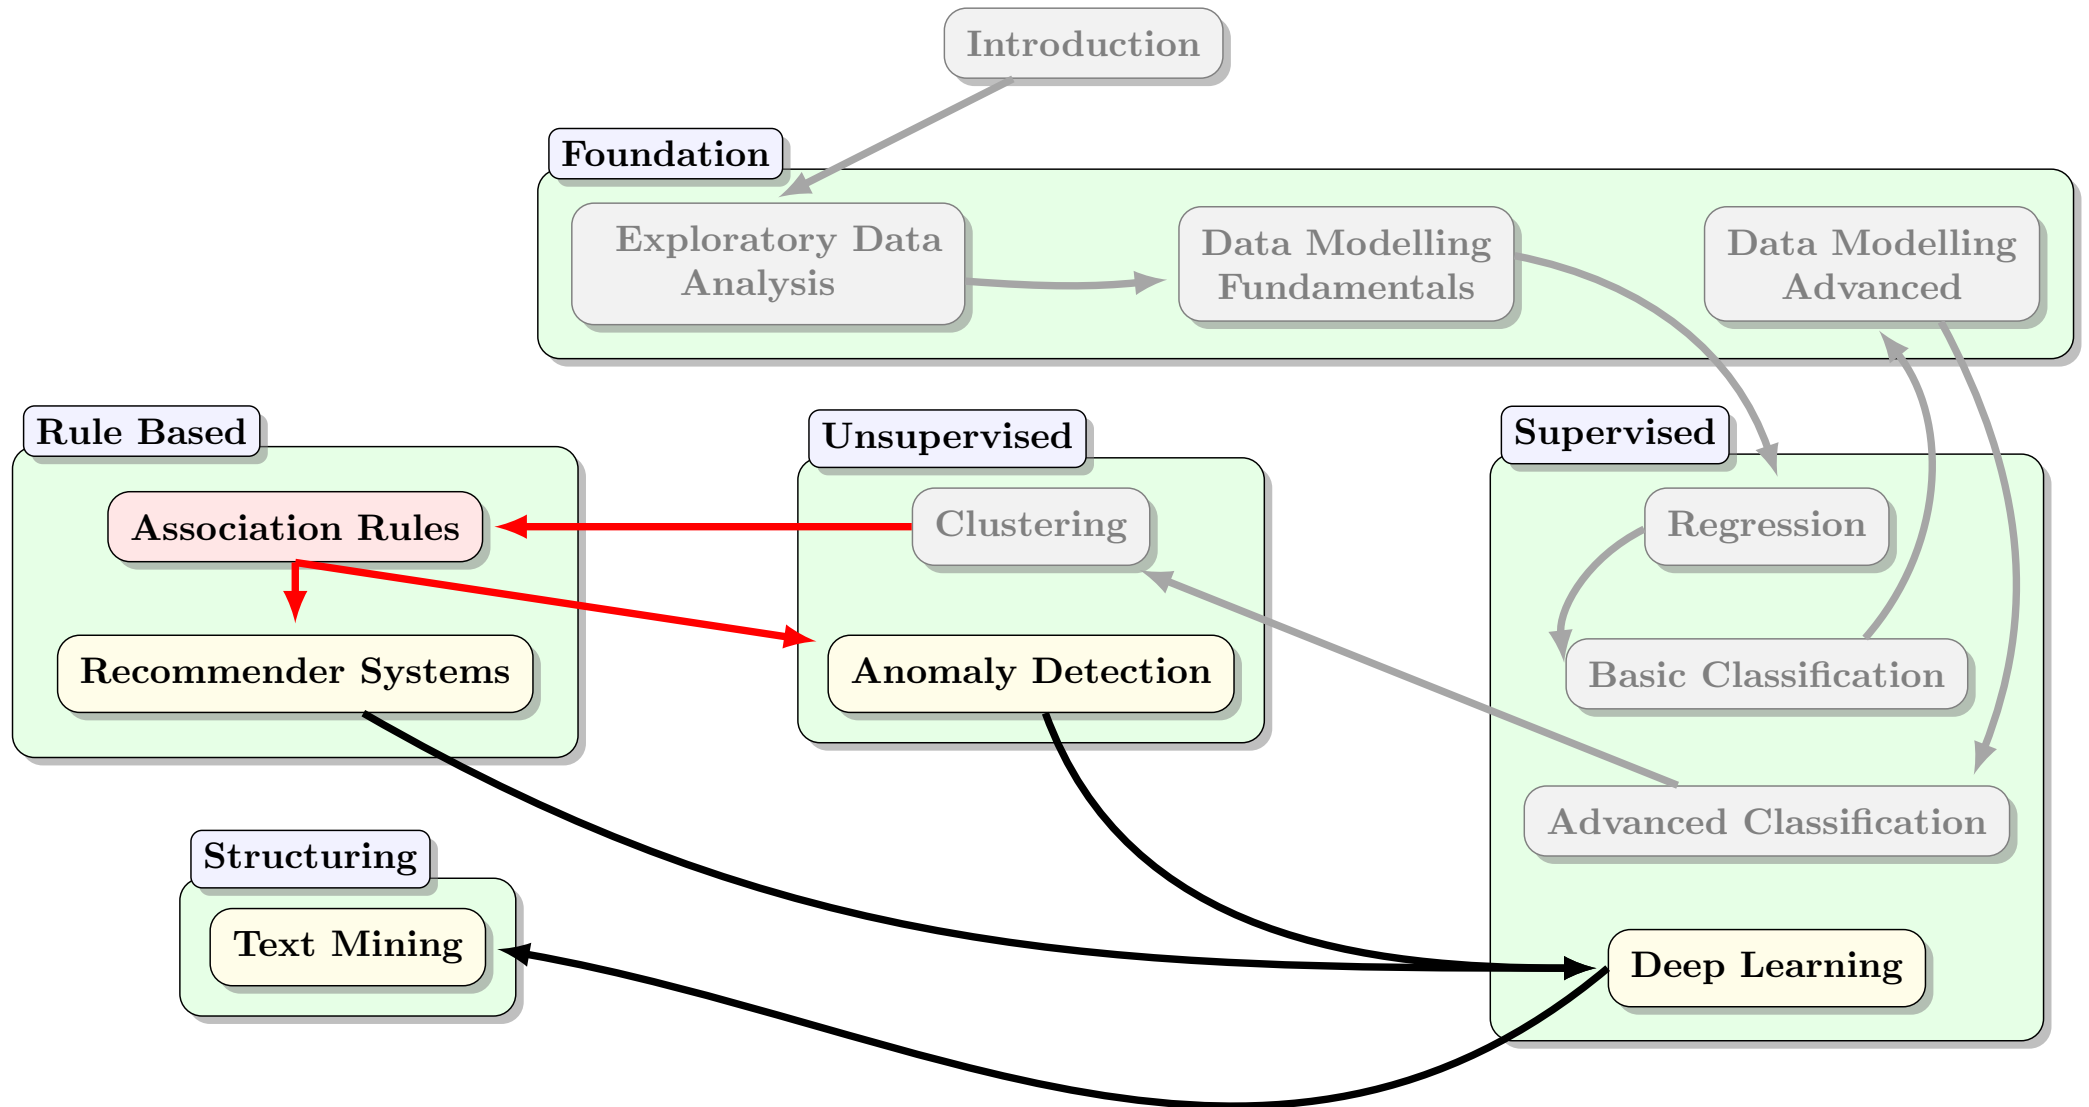 Introduction
Foundation
Exploratory Data
Analysis
Data Modelling
Fundamentals
Data Modelling
Advanced
Rule Based
Association Rules
Recommender Systems
Unsupervised
Clustering
Anomaly Detection
Supervised
Regression
Basic Classification
Advanced Classification
Deep Learning
Structuring
Text Mining